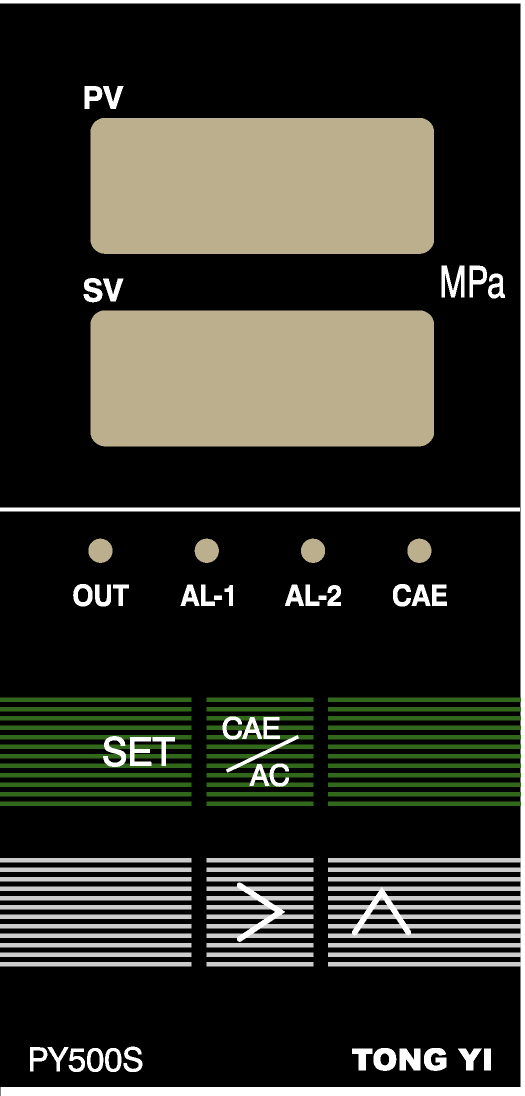 PV
SV
MPa
OUT AL-1 AL-2 CAE
SET
CAE
AC
PY500S TONG YI